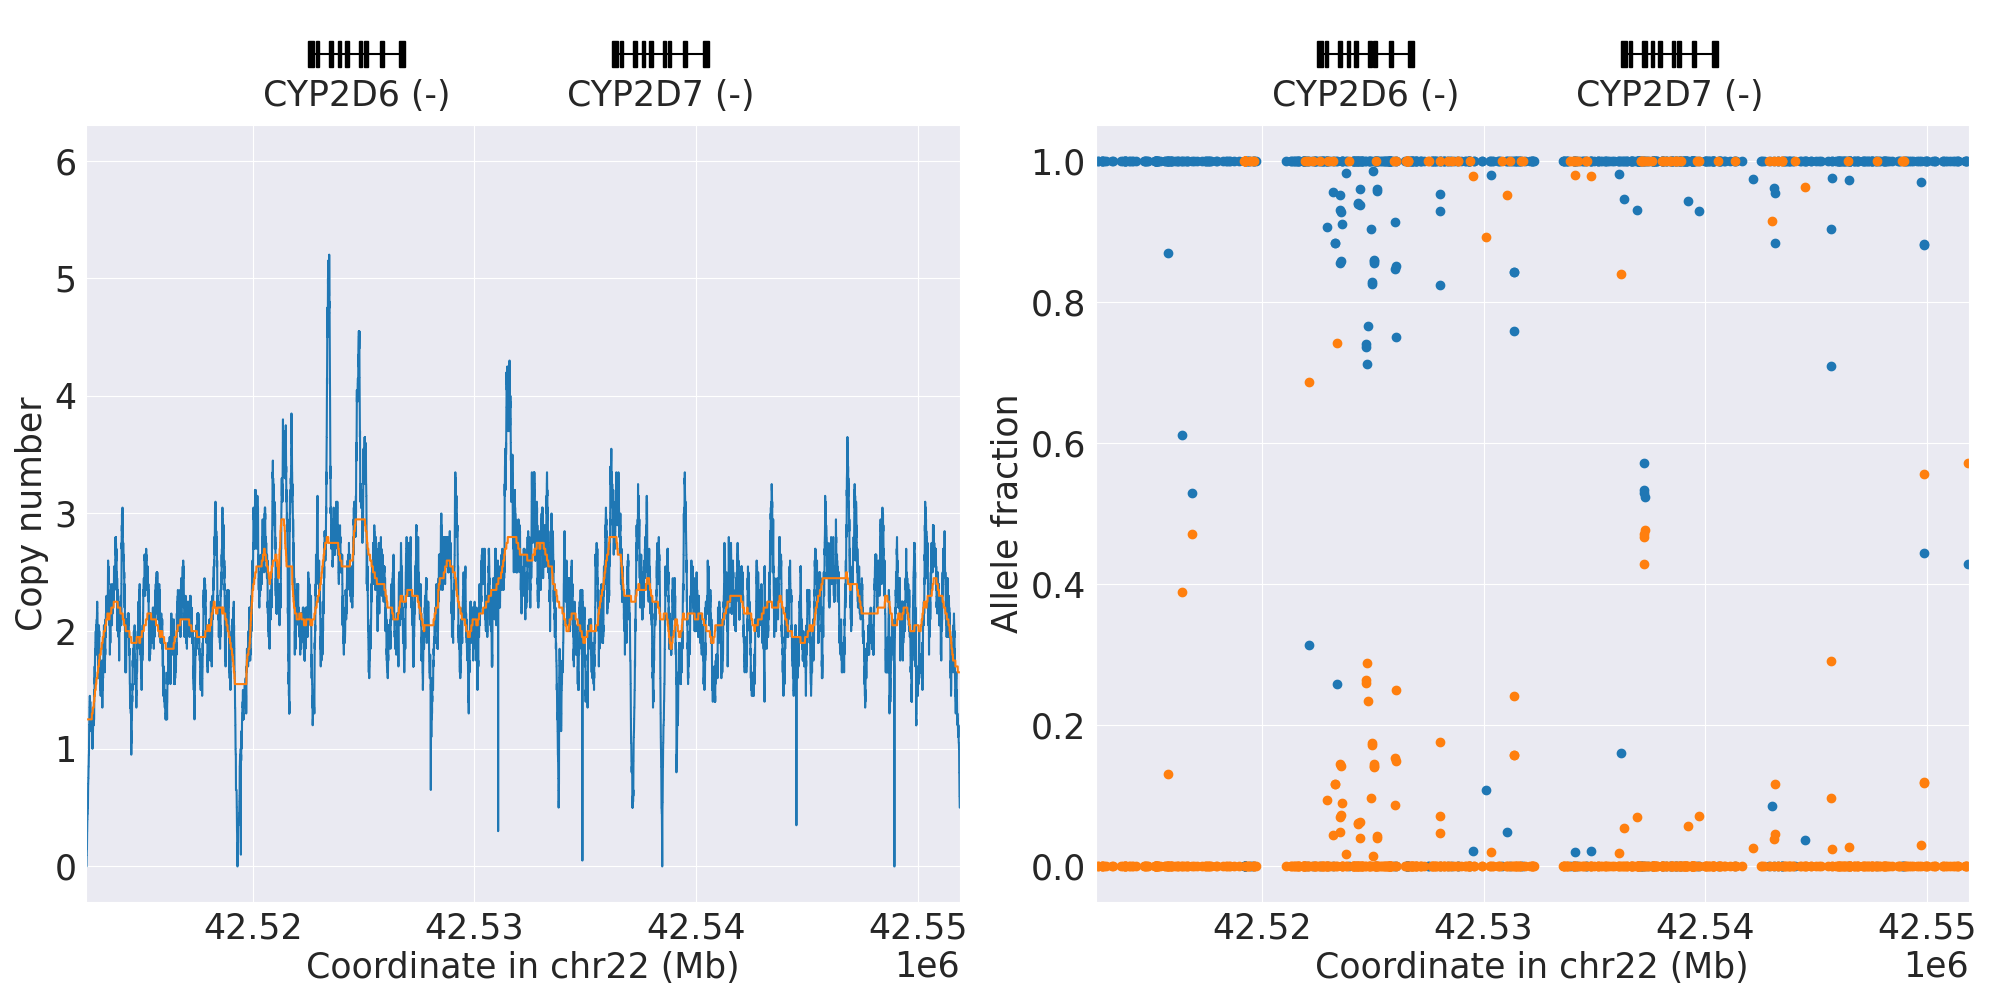 CYP2D6 (-)
CYP2D7 (-)
CYP2D6 (-)
CYP2D7 (-)
6
5
4
3
2
1
0
Copy number
42.52
42.53
42.54
42.55
Coordinate in chr22 (Mb)
1e6
1.0
0.8
0.6
0.4
0.2
0.0
Allele fraction
42.52
42.53
42.54
42.55
Coordinate in chr22 (Mb)
1e6